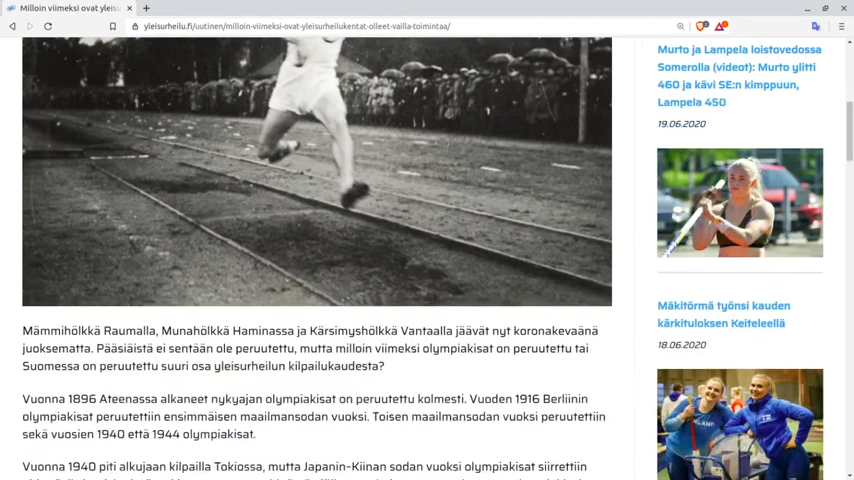 Milloin viimeksi ovat yleisu
yleisurheilu.fi/uutinen/milloin-viimeksi-ovat-yleisurheilukentat-olleet-vailla-toimintaa/
Murto ja Lampela loistovedossa
Somerolla (videot): Murto ylitti
460 ja kävi SE:n kimppuun,
Lampela 450
19.06.2020
Mäkitörmä työnsi kauden
kärkituloksen Keiteleellä
18.06.2020
Mämmihölkkä Raumalla, Munahölkkä Haminassa ja Kärsimyshölkkä Vantaalla jäävät nyt koronakeväänä
juoksematta. Pääsiäistä ei sentään ole peruutettu, mutta milloin viimeksi olympiakisat on peruutettu tai
Suomessa on peruutettu suuri osa yleisurheilun kilpailukaudesta?
Vuonna 1896 Ateenassa alkaneet nykyajan olympiakisat on peruutettu kolmesti. Vuoden 1916 Berliinin
olympiakisat peruutettiin ensimmäisen maailmansodan vuoksi. Toisen maailmansodan vuoksi peruutettiin
sekä vuosien 1940 että 1944 olympiakisat.
Vuonna 1940 piti alkujaan kilpailla Tokiossa, mutta Japanin-Kiinan sodan vuoksi olympiakisat siirrettiin